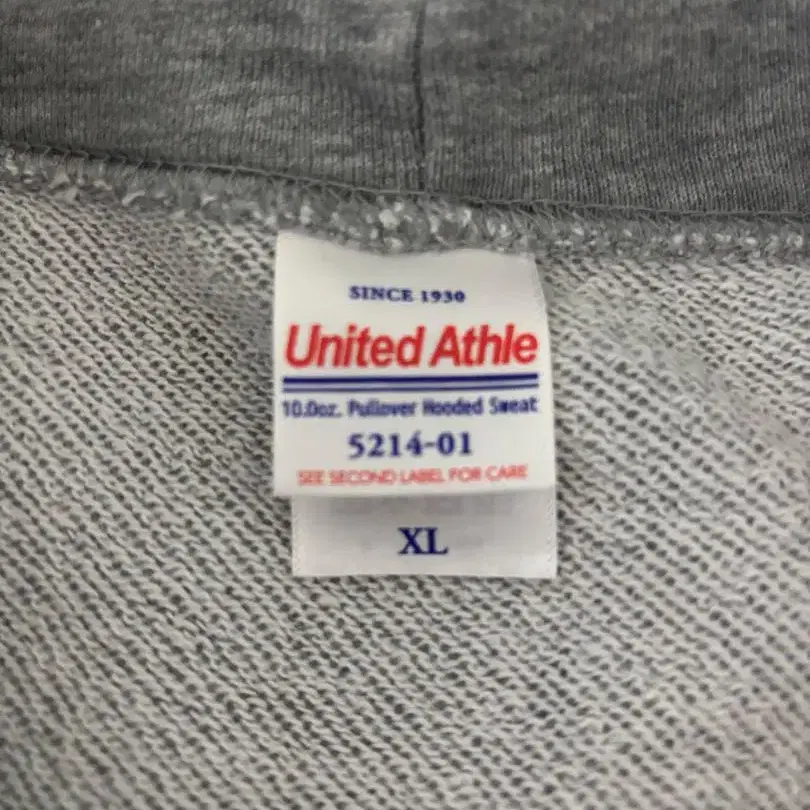 SINCE 1930
United Athle
10.0oz. Pullover Hooded Sweat
5214-01
SEE SECOND LABEL FOR CARE
XL